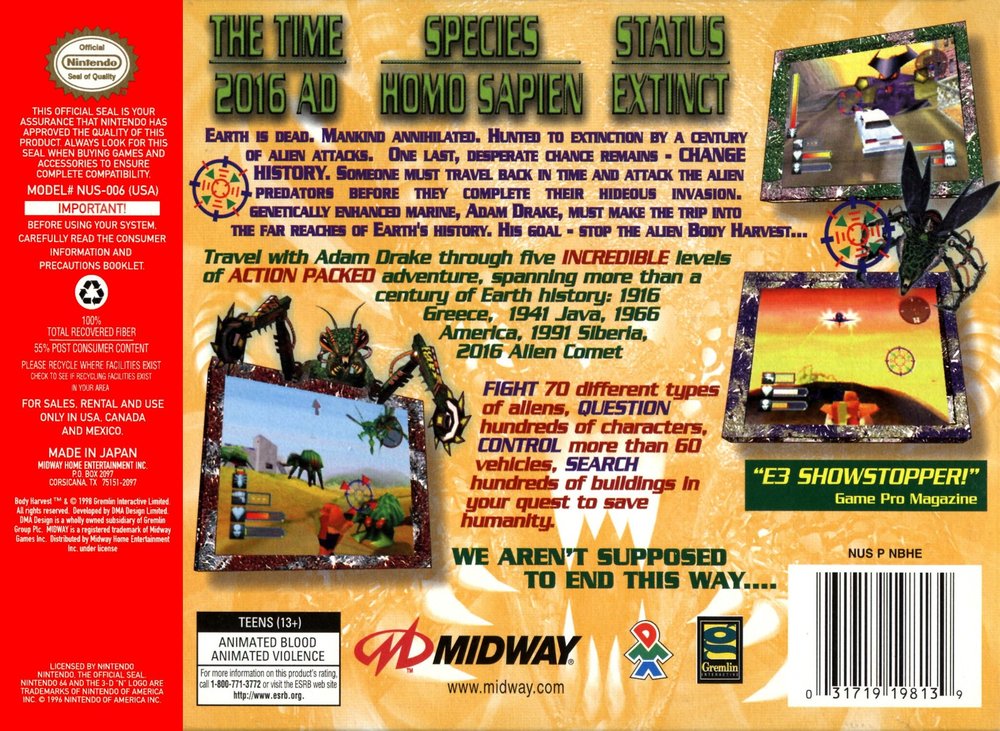 Official
Nintendo
Seal of Quality
THIS OFFICIAL SEAL IS YOUR
ASSURANCE THAT NINTENDO HAS
APPROVED THE QUALITY OF THIS
PRODUCT. ALWAYS LOOK FOR THIS
SEAL WHEN BUYING GAMES AND
ACCESSORIES TO ENSURE
COMPLETE COMPATIBILITY.
MODEL# NUS-006 (USA)
IMPORTANT!
BEFORE USING YOUR SYSTEM,
CAREFULLY READ THE CONSUMER
INFORMATION AND
PRECAUTIONS BOOKLET.
100%
TOTAL RECOVERED FIBER
55% POST CONSUMER CONTENT
PLEASE RECYCLE WHERE FACILITIES EXIST
CHECK TO SEE IF RECYCLING FACILITIES EXIST
IN YOUR AREA
FOR SALES, RENTAL AND USE
ONLY IN USA, CANADA
AND MEXICO.
MADE IN JAPAN
MIDWAY HOME ENTERTAINMENT INC.
P.O. BOX 2097
CORSICANA, TX 75151-2097
Body Harvest ™ & © 1998 Gremlin Interactive Limited.
All rights reserved. Developed by DMA Design Limited.
DMA Design is a wholly owned subsidiary of Gremlin
Group Plc. MIDWAY is a registered trademark of Midway
Games Inc. Distributed by Midway Home Entertainment
Inc. under license
LICENSED BY NINTENDO
NINTENDO, THE OFFICIAL SEAL,
NINTENDO 64 AND THE 3-D "N" LOGO ARE
TRADEMARKS OF NINTENDO OF AMERICA
INC. © 1996 NINTENDO OF AMERICA INC.
THE TIME
2016 AD
SPECIES
HOMO SAPIEN
STATUS
EXTINCT
EARTH IS DEAD. MANKIND ANNIHILATED. HUNTED TO EXTINCTION BY A CENTURY
OF ALIEN ATTACKS. ONE LAST, DESPERATE CHANCE REMAINS - CHANGE
HISTORY. SOMEONE MUST TRAVEL BACK IN TIME AND ATTACK THE ALIEN
PREDATORS BEFORE THEY COMPLETE THEIR HIDEOUS INVASION.
GENETICALLY ENHANCED MARINE, ADAM DRAKE, MUST MAKE THE TRIP INTO
THE FAR REACHES OF EARTH'S HISTORY. HIS GOAL - STOP THE ALIEN BODY HARVEST...
Travel with Adam Drake through five INCREDIBLE levels
of ACTION PACKED adventure, spanning more than a
century of Earth history: 1916
Greece, 1941 Java, 1966
America, 1991 Siberia,
2016 Alien Comet
FIGHT 70 different types
of aliens, QUESTION
hundreds of characters,
CONTROL more than 60
vehicles, SEARCH
hundreds of buildings in
your quest to save
humanity.
WE AREN'T SUPPOSED
TO END THIS WAY....
"E3 SHOWSTOPPER!"
Game Pro Magazine
NUS P NBHE
TEENS (13+)
ANIMATED BLOOD
ANIMATED VIOLENCE
For more information on this product's rating,
call 1-800-771-3772 or visit the ESRB web site
http://www.esrb.org.
MIDWAY®
www.midway.com
DMA
g
Gremlin
INTERACTIVE
0 31719 19813 9